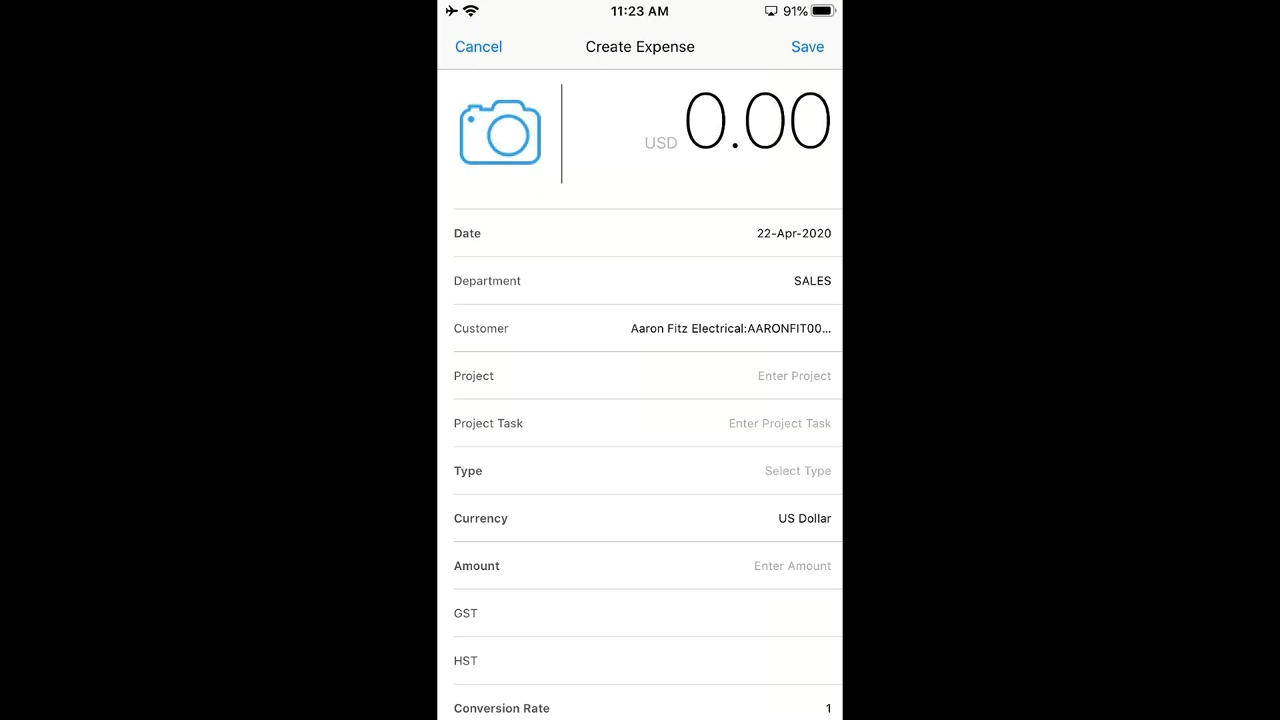 11:23 AM 91%
Cancel Create Expense Save
USD 0.00
Date 22-Apr-2020
Department SALES
Customer Aaron Fitz Electrical:AARONFIT00...
Project Enter Project
Project Task Enter Project Task
Type Select Type
Currency US Dollar
Amount Enter Amount
GST
HST
Conversion Rate 1